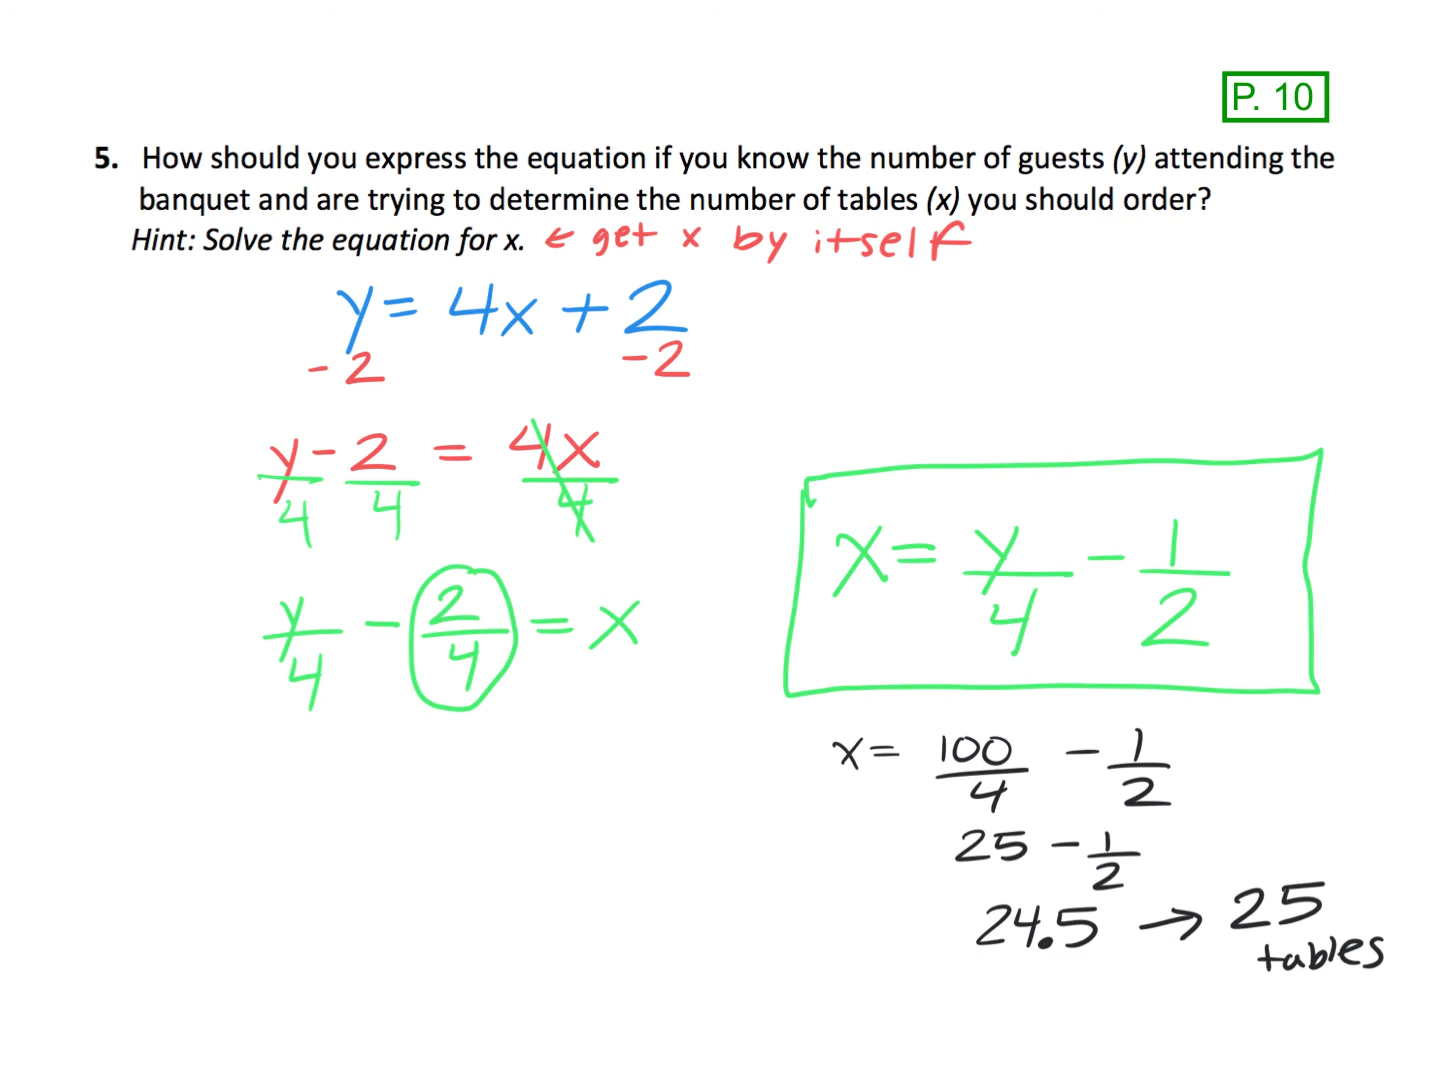 P. 10
5. How should you express the equation if you know the number of guests (y) attending the
banquet and are trying to determine the number of tables (x) you should order?
Hint: Solve the equation for x. ← get x by itself
y = 4x + 2
- 2 - 2
y/4 - 2/4 = 4x/4
y/4 - 2/4 = x
x = y/4 - 1/2
x = 100/4 - 1/2
25 - 1/2
24.5 → 25
tables